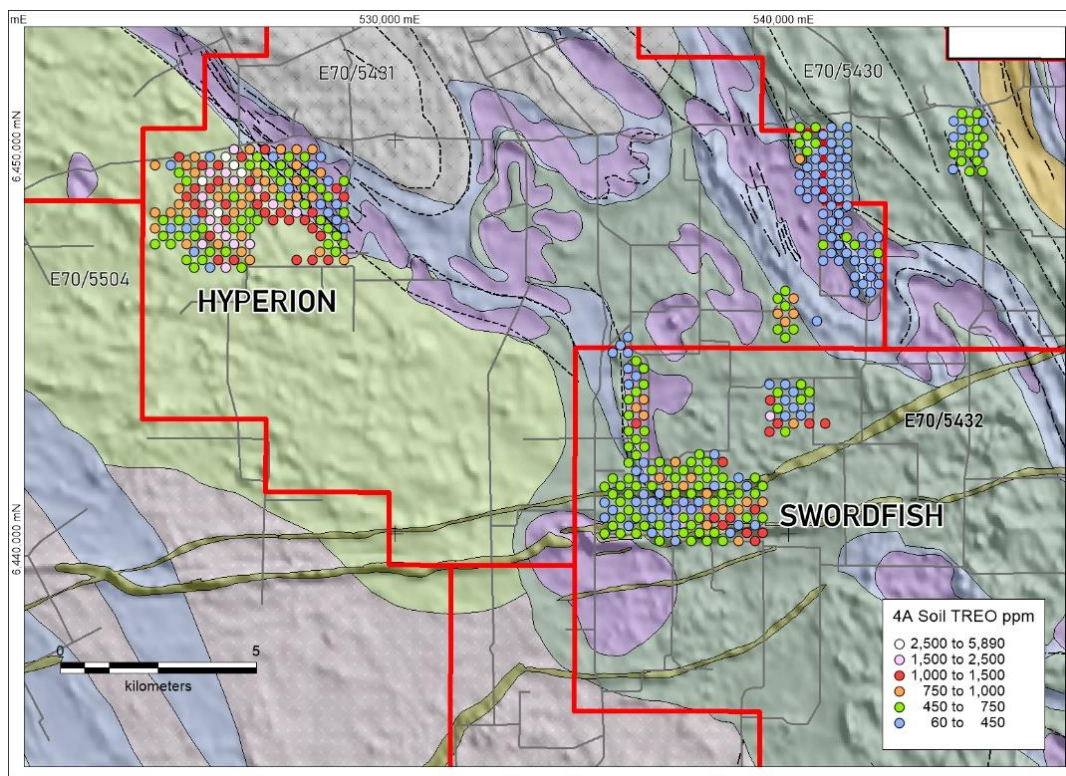 mE
530,000 mE
540,000 mE
E70/5431
E70/5430
6,450,000 mN
E70/5504
HYPERION
E70/5432
SWORDFISH
6,440,000 mN
4A Soil TREO ppm
2,500 to 5,890
1,500 to 2,500
1,000 to 1,500
750 to 1,000
450 to 750
60 to 450
0 5
kilometers